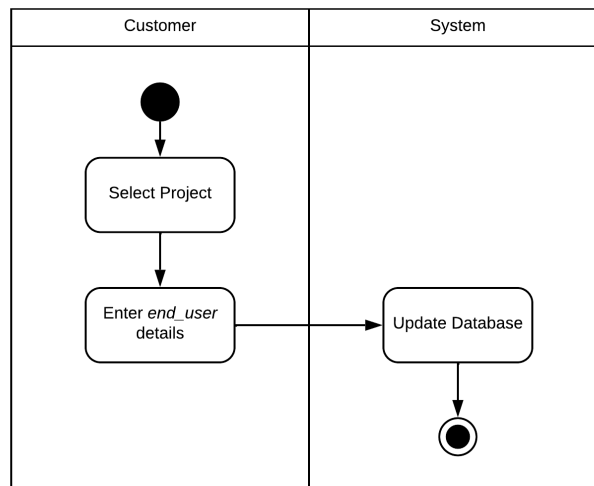 Customer
System
Select Project
Enter end_user
details
Update Database